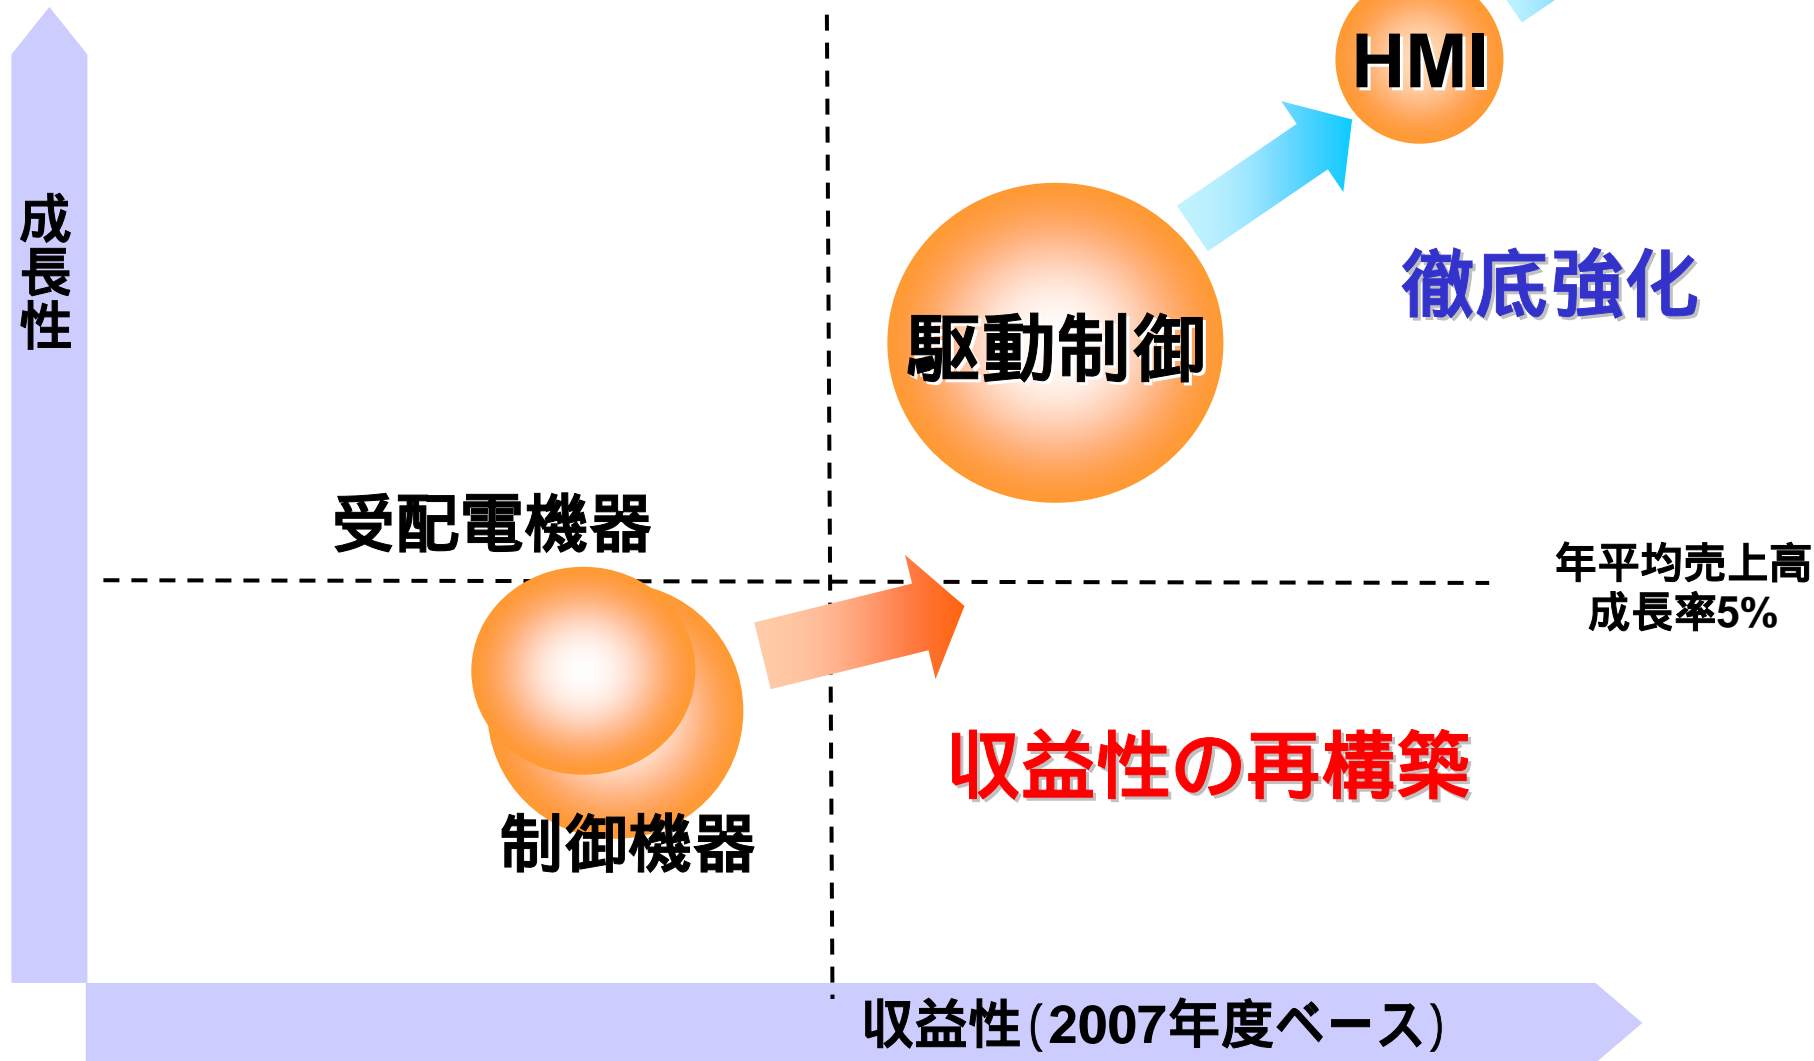 HMI
成長性
徹底強化
駆動制御
受配電機器
年平均売上高
成長率5%
収益性の再構築
制御機器
収益性(2007年度ベース)